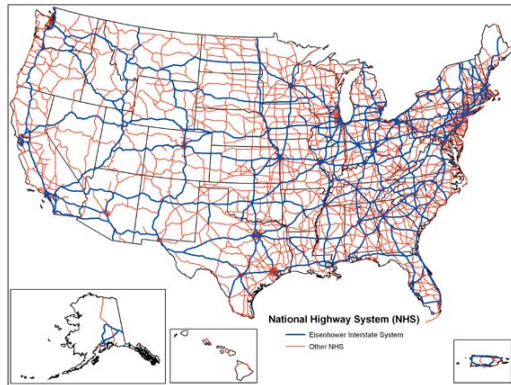 National Highway System (NHS)
Eisenhower Interstate System
Other NHS